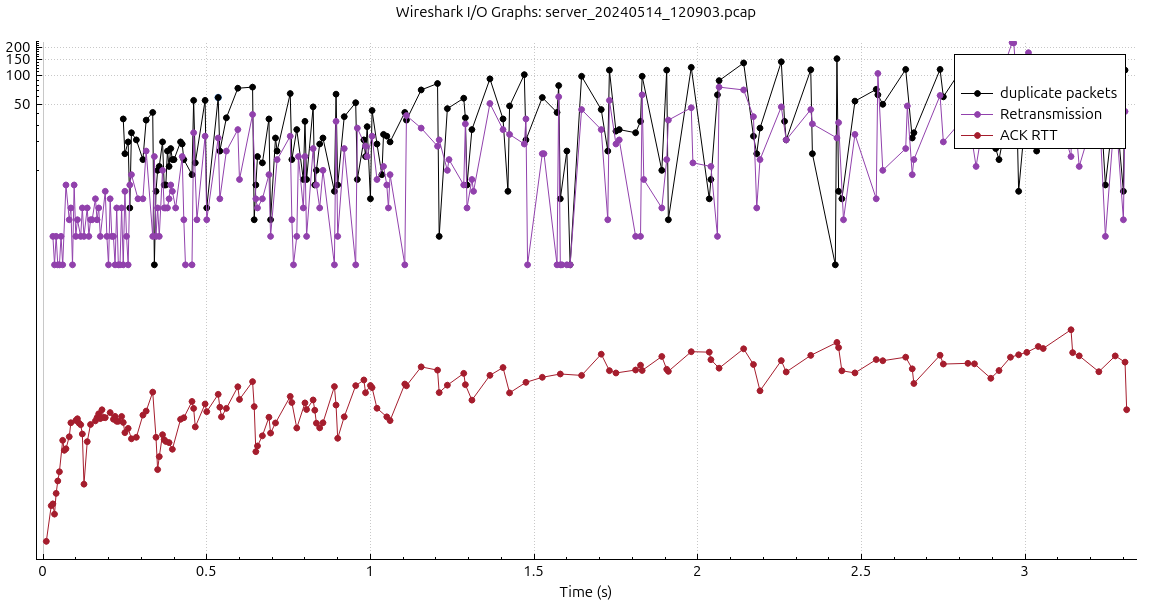 Wireshark I/O Graphs: server_20240514_120903.pcap
200
150
100
50
duplicate packets
Retransmission
ACK RTT
0 0.5 1 1.5 2 2.5 3
Time (s)